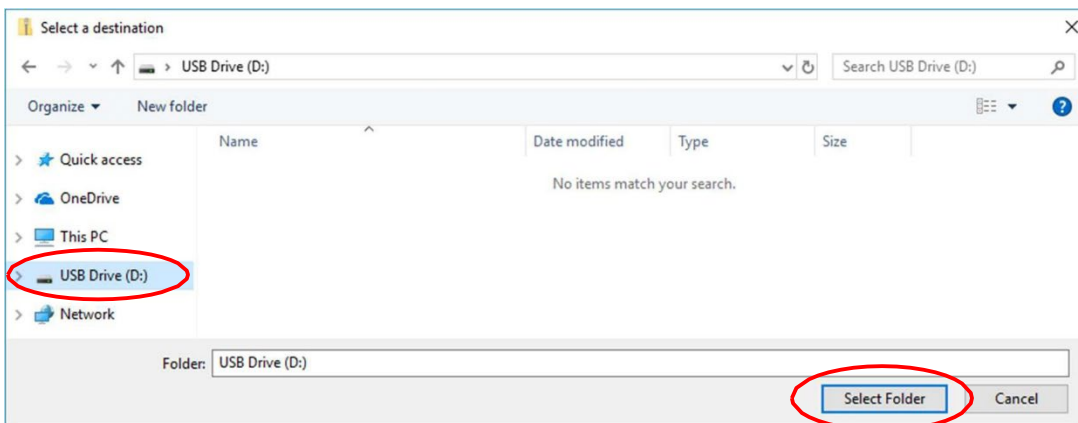 Select a destination
USB Drive (D:)
Search USB Drive (D:)
Organize
New folder
Name
Date modified
Type
Size
No items match your search.
Quick access
OneDrive
This PC
USB Drive (D:)
Network
Folder: USB Drive (D:)
Select Folder
Cancel